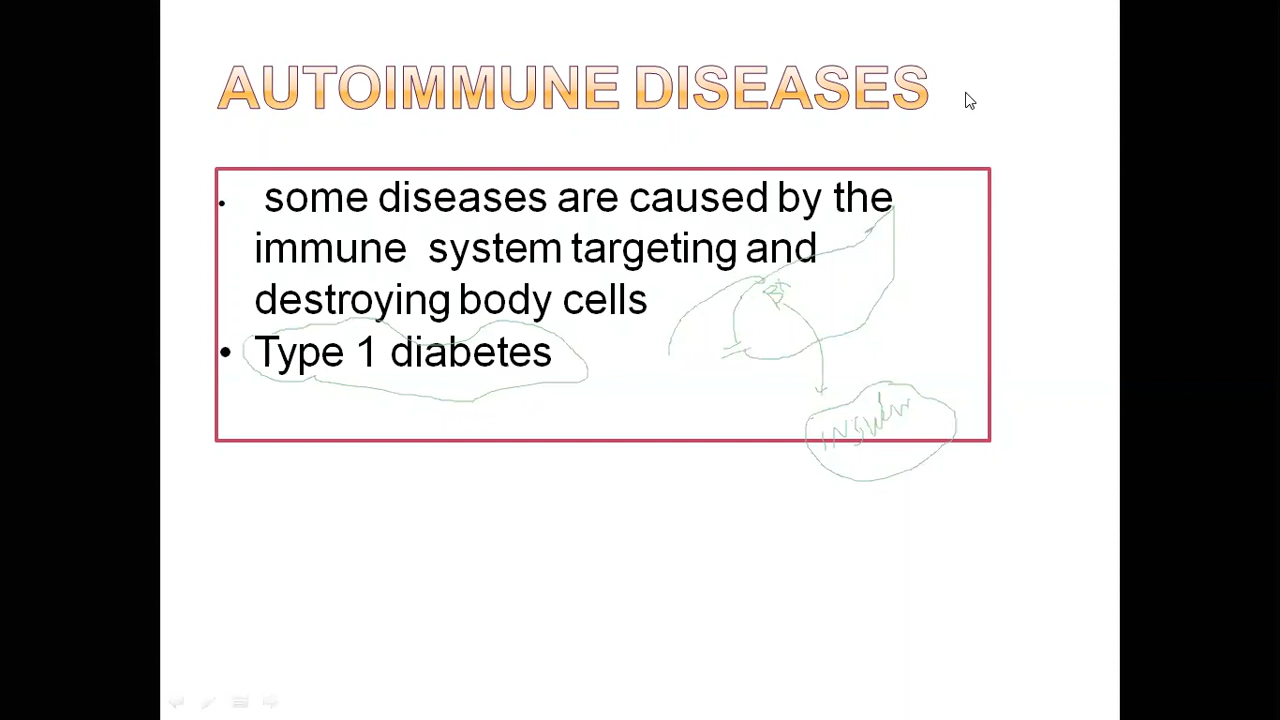 AUTOIMMUNE DISEASES
• some diseases are caused by the
immune system targeting and
destroying body cells
• Type 1 diabetes
INSULIN